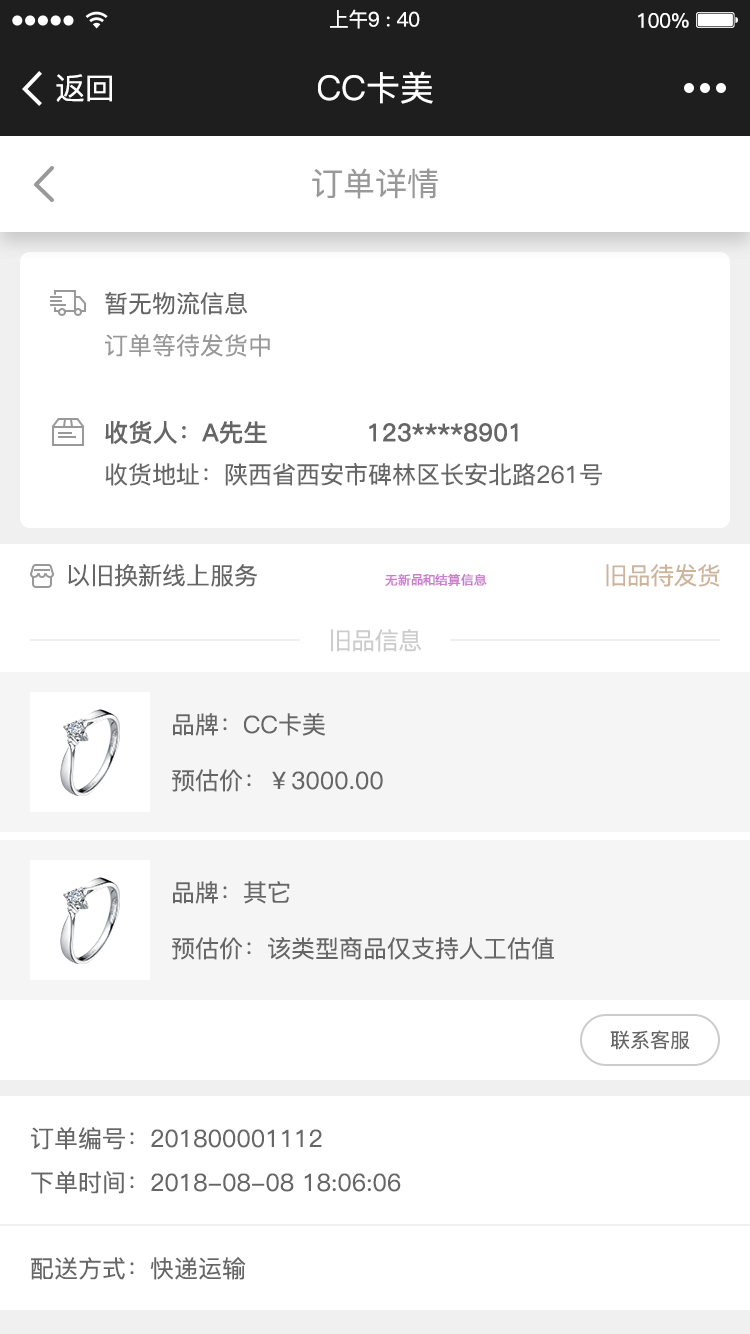 上午9 : 40
100%
返回
CC卡美
订单详情
暂无物流信息
订单等待发货中
收货人：A先生 123****8901
收货地址：陕西省西安市碑林区长安北路261号
以旧换新线上服务 无新品和结算信息 旧品待发货
旧品信息
品牌：CC卡美
预估价：￥3000.00
品牌：其它
预估价：该类型商品仅支持人工估值
联系客服
订单编号：201800001112
下单时间：2018-08-08 18:06:06
配送方式：快递运输